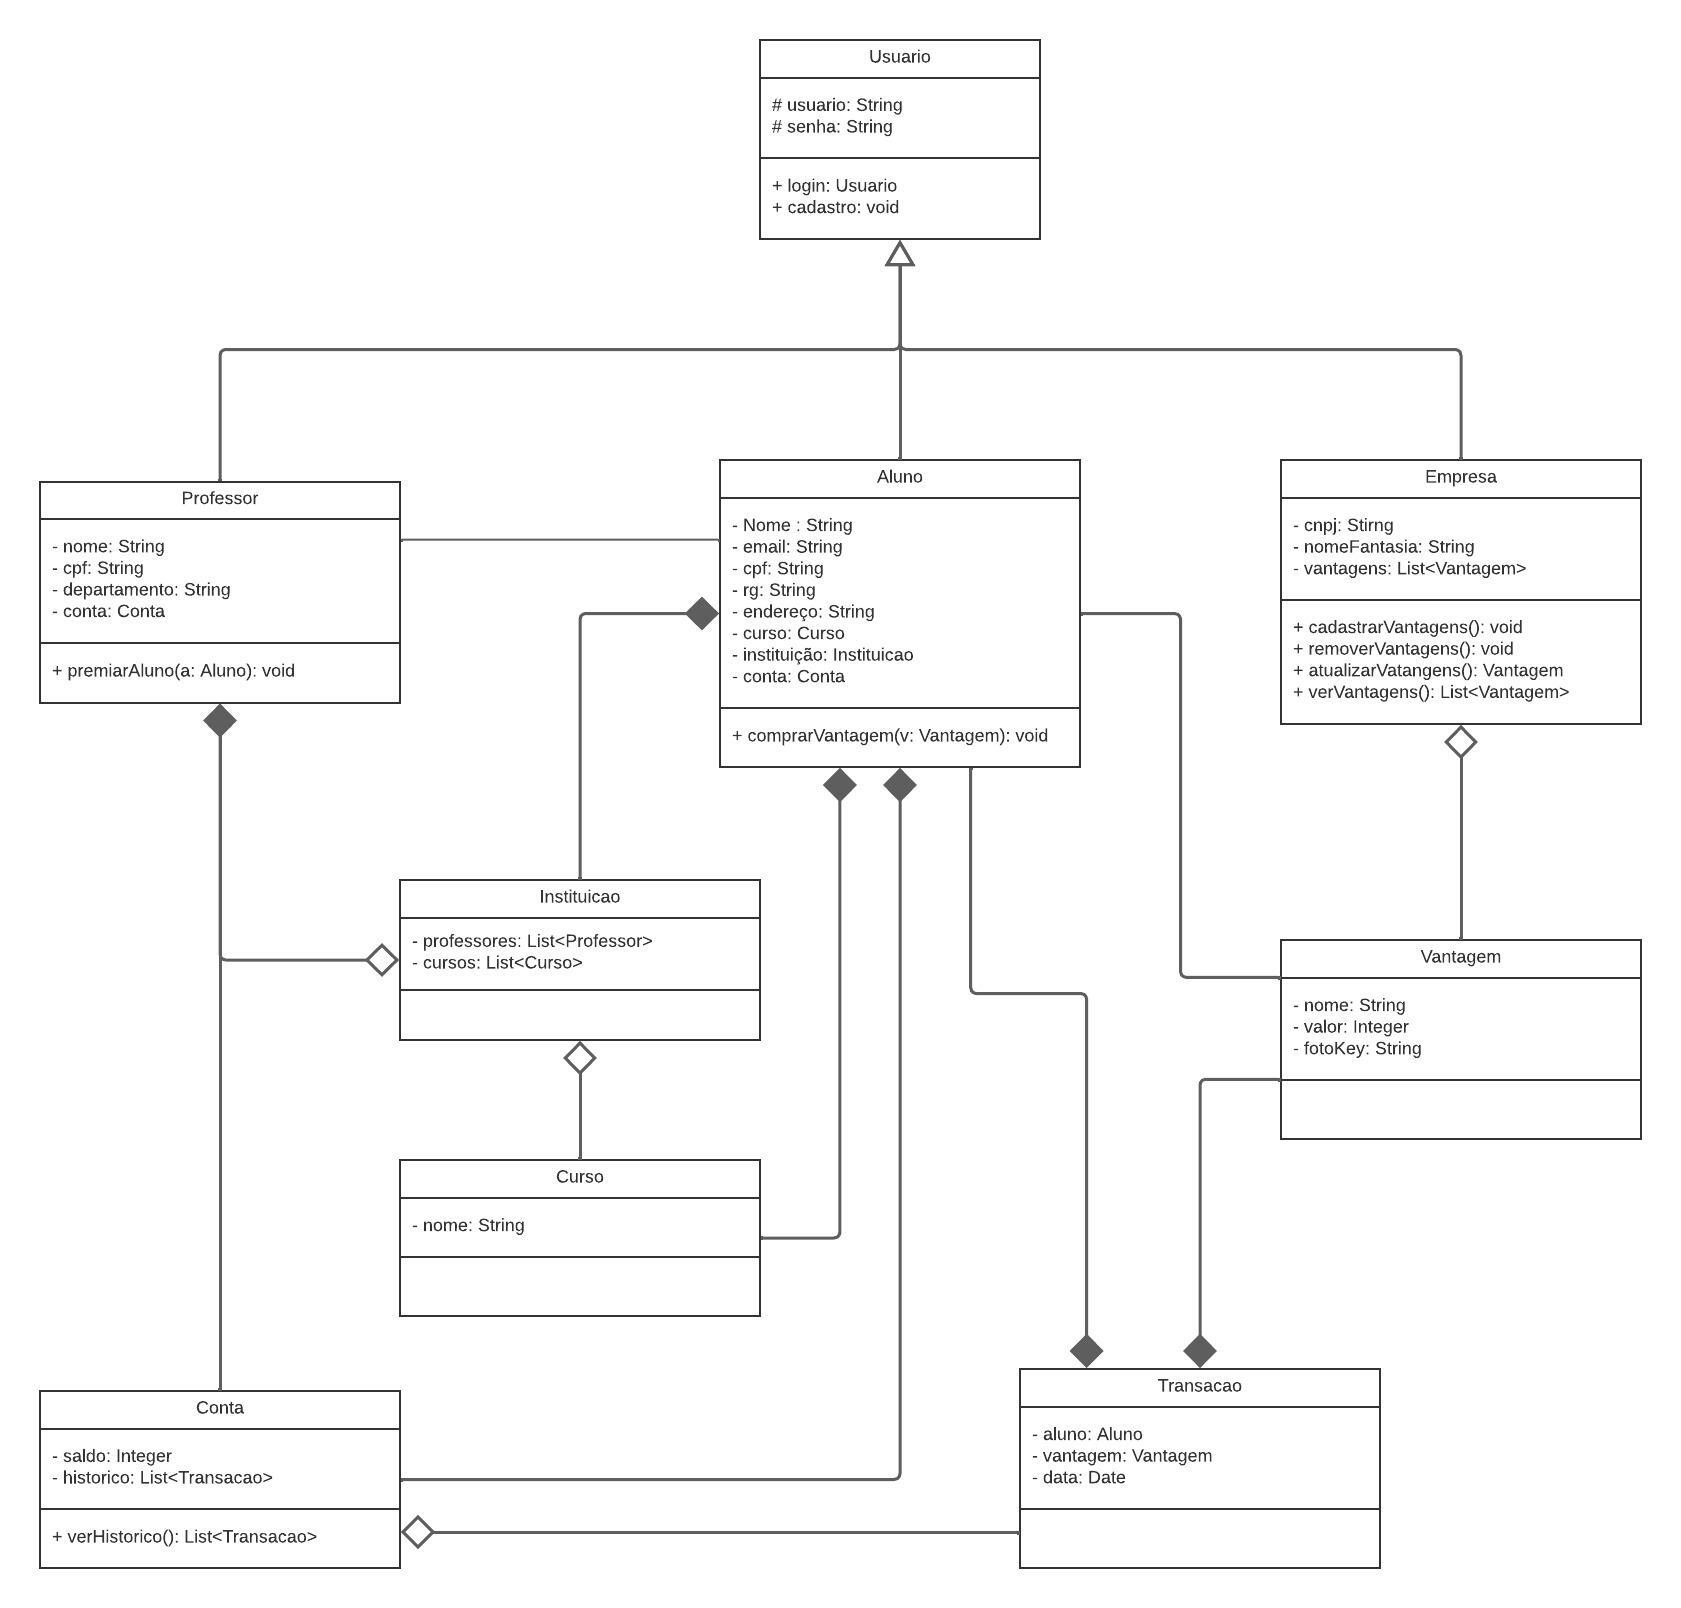 Usuario
# usuario: String
# senha: String
+ login: Usuario
+ cadastro: void
Professor
- nome: String
- cpf: String
- departamento: String
- conta: Conta
+ premiarAluno(a: Aluno): void
Aluno
- Nome : String
- email: String
- cpf: String
- rg: String
- endereço: String
- curso: Curso
- instituição: Instituicao
- conta: Conta
+ comprarVantagem(v: Vantagem): void
Empresa
- cnpj: Stirng
- nomeFantasia: String
- vantagens: List<Vantagem>
+ cadastrarVantagens(): void
+ removerVantagens(): void
+ atualizarVatangens(): Vantagem
+ verVantagens(): List<Vantagem>
Instituicao
- professores: List<Professor>
- cursos: List<Curso>
Vantagem
- nome: String
- valor: Integer
- fotoKey: String
Curso
- nome: String
Conta
- saldo: Integer
- historico: List<Transacao>
+ verHistorico(): List<Transacao>
Transacao
- aluno: Aluno
- vantagem: Vantagem
- data: Date